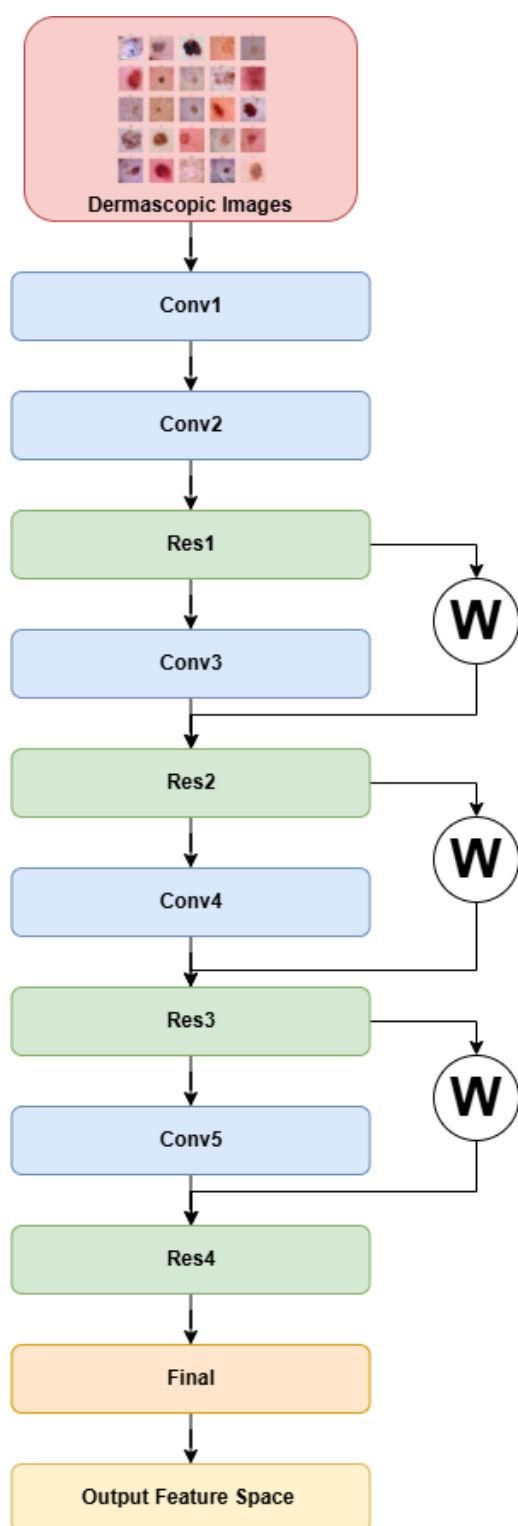 Dermascopic Images
Conv1
Conv2
Res1
W
Conv3
Res2
W
Conv4
Res3
W
Conv5
Res4
Final
Output Feature Space